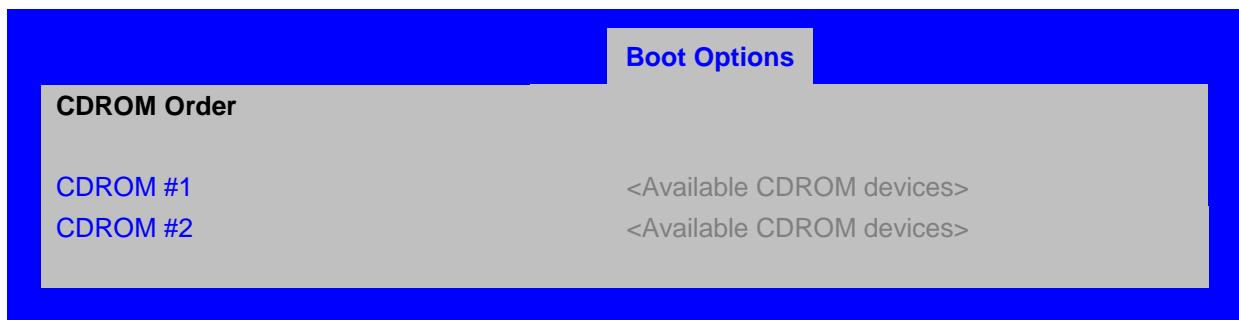 Boot Options
CDROM Order
CDROM #1 <Available CDROM devices>
CDROM #2 <Available CDROM devices>